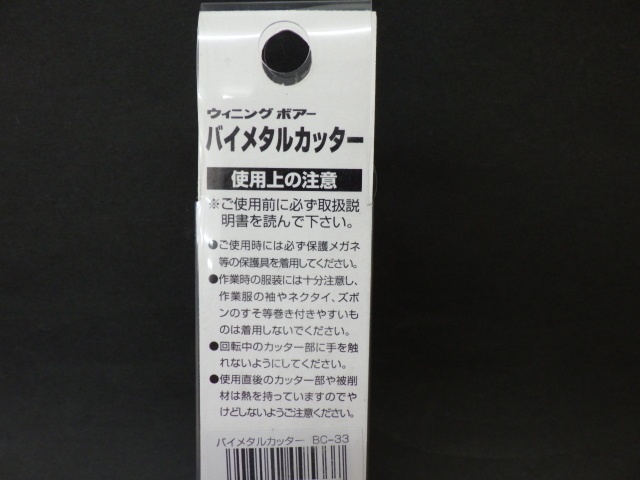 ウィニング ボアー
バイメタルカッター
使用上の注意
※ご使用前に必ず取扱説
明書を読んで下さい。
●ご使用時には必ず保護メガネ
等の保護具を着用してください。
●作業時の服装には十分注意し、
作業服の袖やネクタイ、ズボ
ンのすそ等巻き付きやすいも
のは着用しないでください。
●回転中のカッター部に手を触
れないようにしてください。
●使用直後のカッター部や被削
材は熱を持っていますのでや
けどしないようご注意ください。
バイメタルカッター BC-33